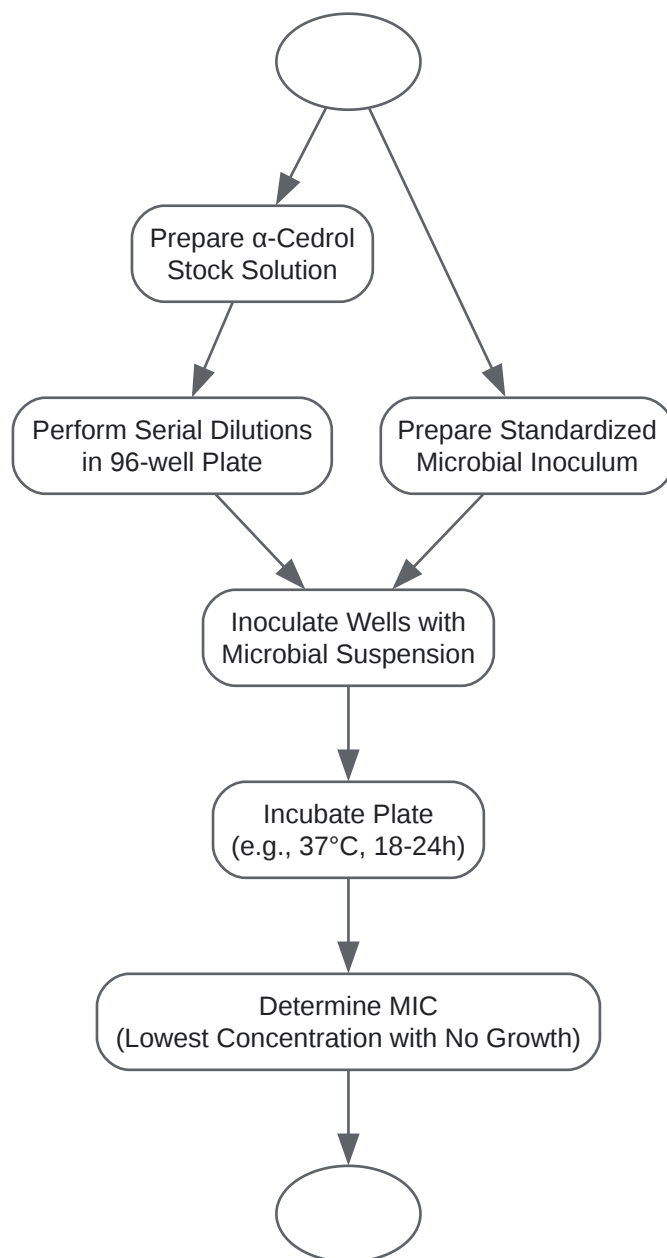 Prepare α-Cedrol
Stock Solution
Perform Serial Dilutions
in 96-well Plate
Prepare Standardized
Microbial Inoculum
Inoculate Wells with
Microbial Suspension
Incubate Plate
(e.g., 37°C, 18-24h)
Determine MIC
(Lowest Concentration with No Growth)